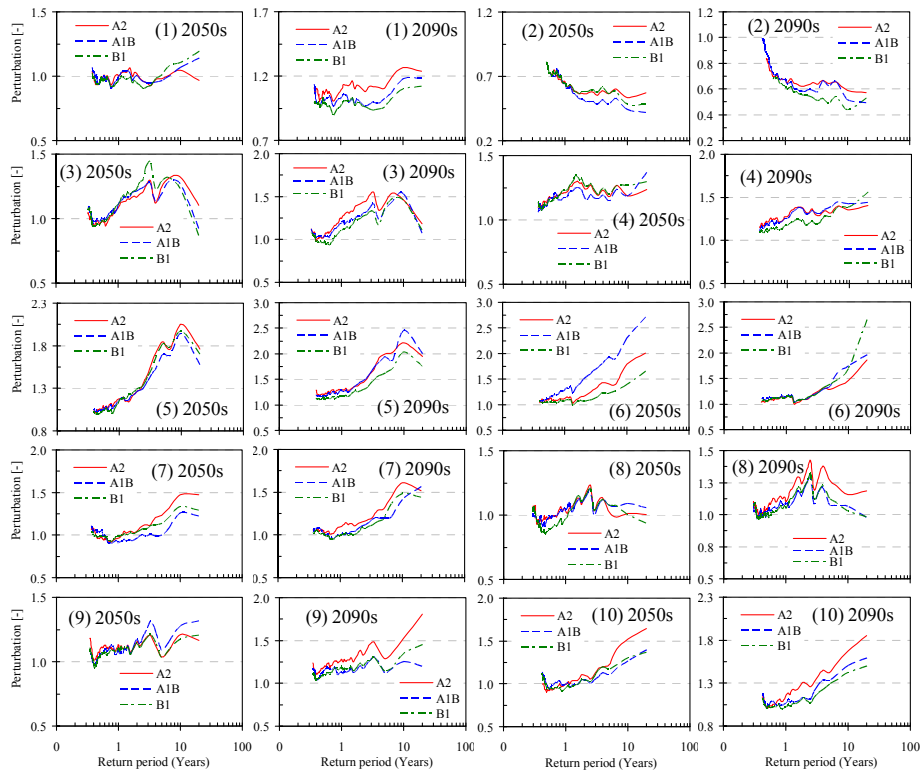 Perturbation [-]
1.5
1.0
0.5
(1) 2050s
A2
A1B
B1
1.7
1.2
0.7
(1) 2090s
A2
A1B
B1
1.2
0.7
0.2
(2) 2050s
A2
A1B
B1
1.2
1.0
0.8
0.6
0.4
0.2
(2) 2090s
A2
A1B
B1
Perturbation [-]
1.5
1.0
0.5
(3) 2050s
A2
A1B
B1
2.0
1.5
1.0
0.5
(3) 2090s
A2
A1B
B1
1.5
1.0
0.5
(4) 2050s
A2
A1B
B1
2.0
1.5
1.0
0.5
(4) 2090s
A2
A1B
B1
Perturbation [-]
2.3
1.8
1.3
0.8
A2
A1B
B1
(5) 2050s
3.0
2.5
2.0
1.5
1.0
0.5
A2
A1B
B1
(5) 2090s
3.0
2.5
2.0
1.5
1.0
0.5
A2
A1B
B1
(6) 2050s
3.0
2.5
2.0
1.5
1.0
0.5
A2
A1B
B1
(6) 2090s
Perturbation [-]
2.0
1.5
1.0
0.5
(7) 2050s
A2
A1B
B1
2.0
1.5
1.0
0.5
(7) 2090s
A2
A1B
B1
1.5
1.0
0.5
(8) 2050s
A2
A1B
B1
1.5
1.3
1.0
0.8
0.5
(8) 2090s
A2
A1B
B1
Perturbation [-]
1.5
1.0
0.5
(9) 2050s
A2
A1B
B1
0 1 10 100
Return period (Years)
2.0
1.5
1.0
0.5
(9) 2090s
A2
A1B
B1
0 1 10 100
Return period (Years)
2.0
1.5
1.0
0.5
(10) 2050s
A2
A1B
B1
0 1 10 100
Return period (Years)
2.3
1.8
1.3
0.8
(10) 2090s
A2
A1B
B1
0 1 10 100
Return period (Years)